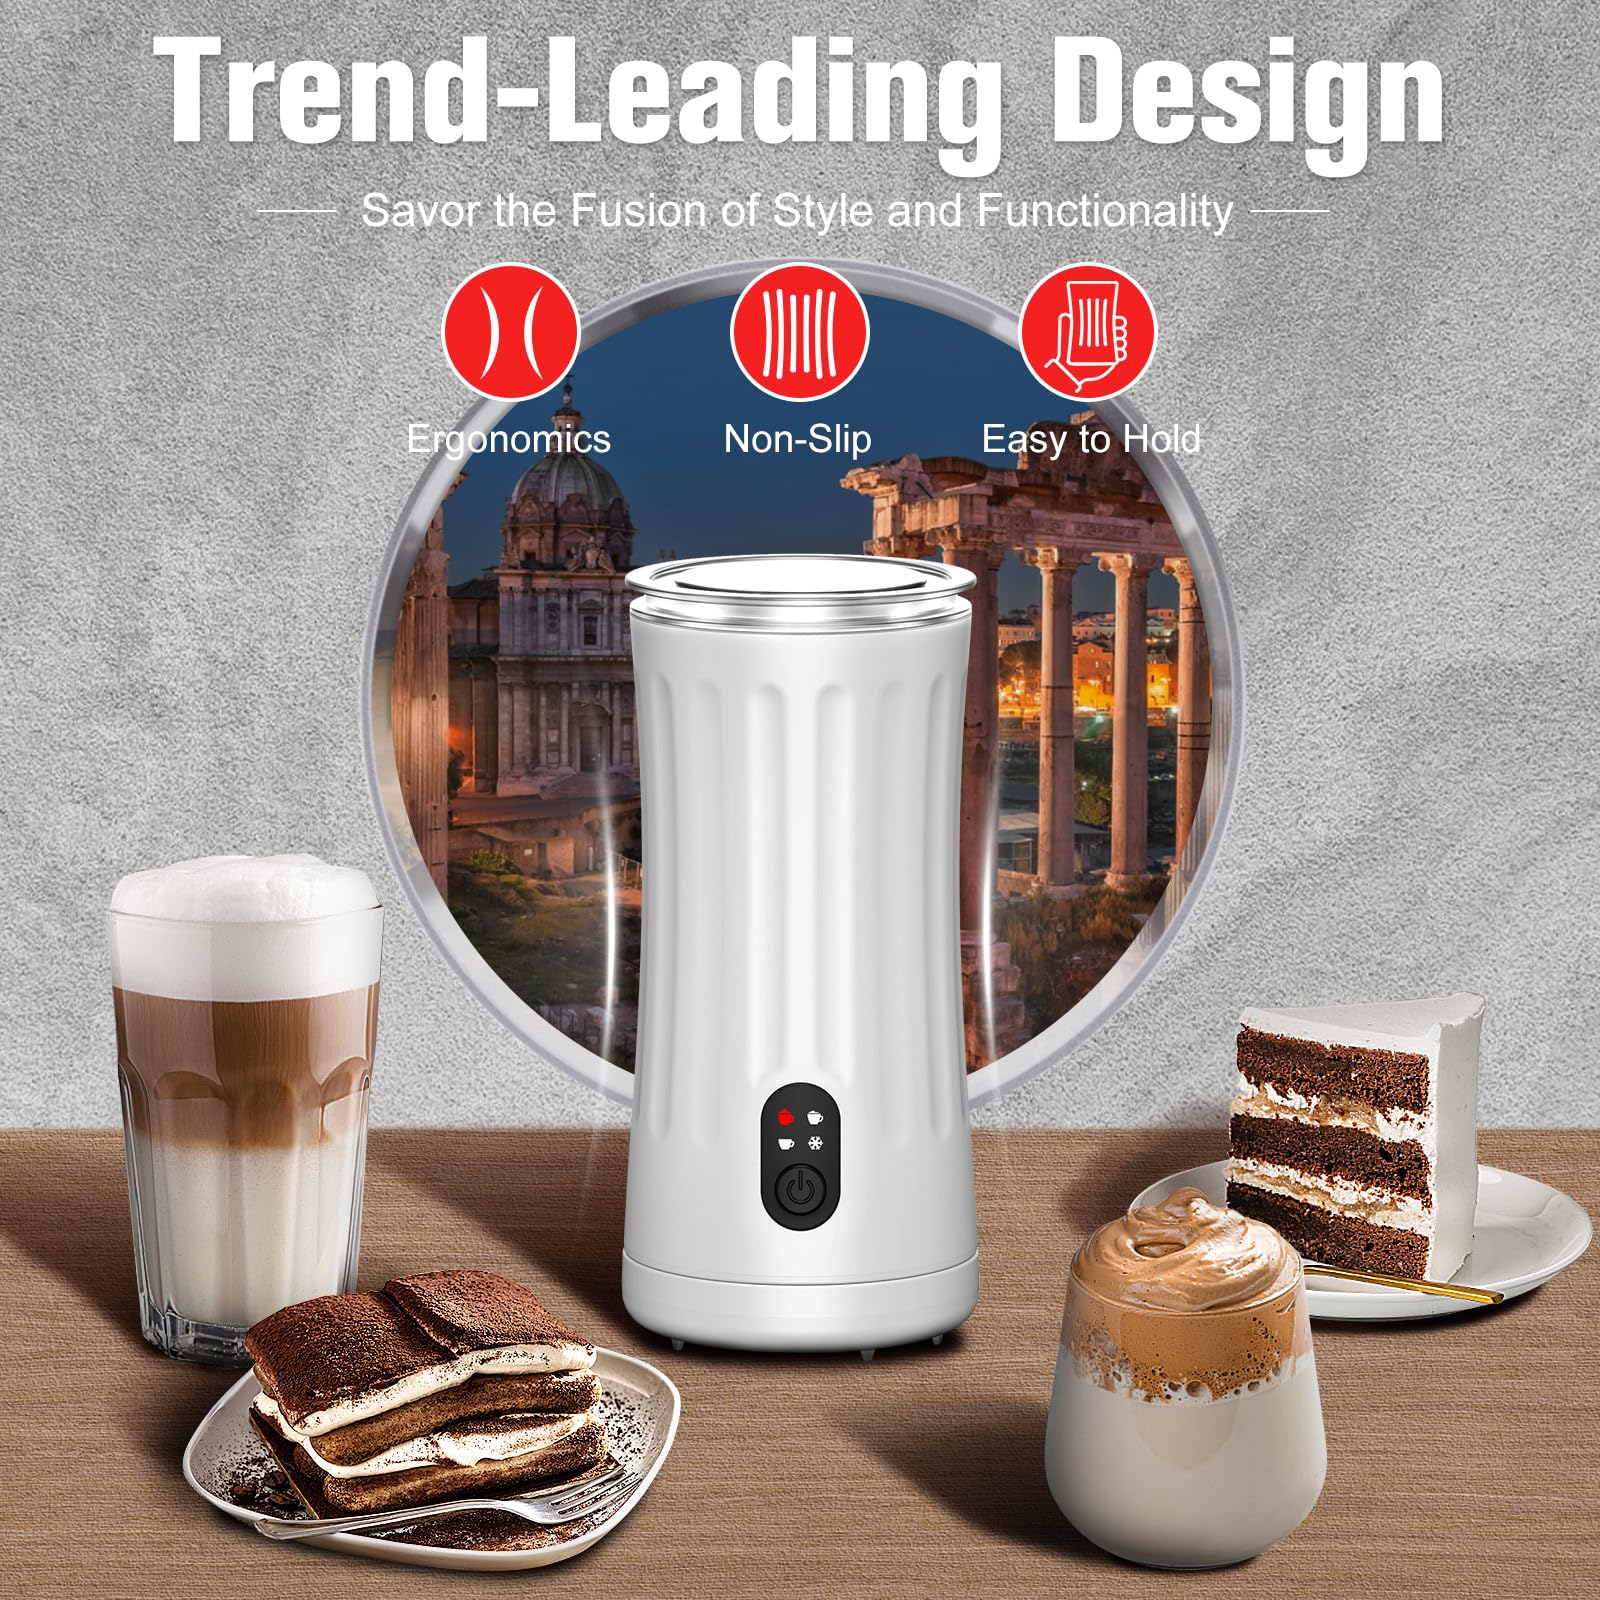 Trend-Leading Design
Savor the Fusion of Style and Functionality
Ergonomics
Non-Slip
Easy to Hold